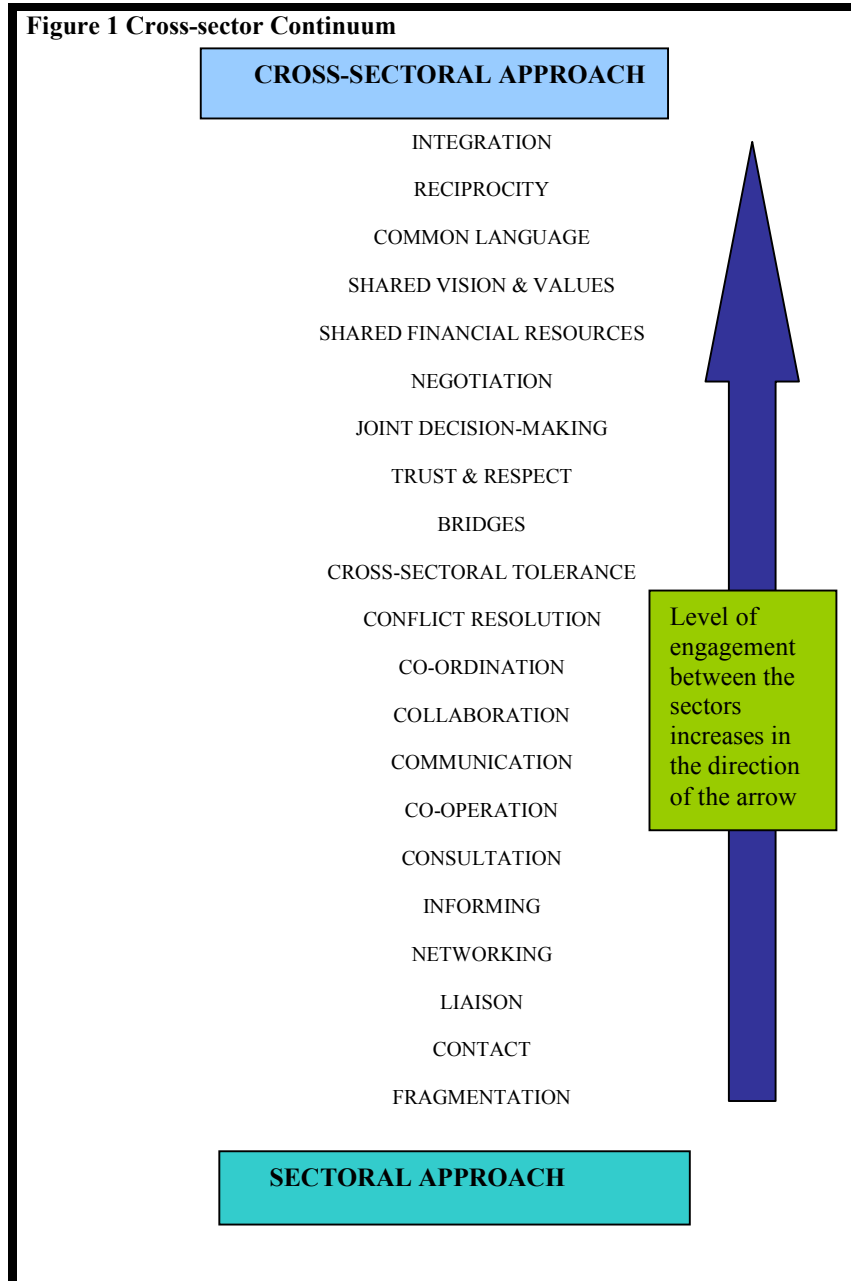 Figure 1 Cross-sector Continuum
CROSS-SECTORAL APPROACH
INTEGRATION
RECIPROCITY
COMMON LANGUAGE
SHARED VISION & VALUES
SHARED FINANCIAL RESOURCES
NEGOTIATION
JOINT DECISION-MAKING
TRUST & RESPECT
BRIDGES
CROSS-SECTORAL TOLERANCE
CONFLICT RESOLUTION
CO-ORDINATION
COLLABORATION
COMMUNICATION
CO-OPERATION
CONSULTATION
INFORMING
NETWORKING
LIAISON
CONTACT
FRAGMENTATION
Level of
engagement
between the
sectors
increases in
the direction
of the arrow
SECTORAL APPROACH